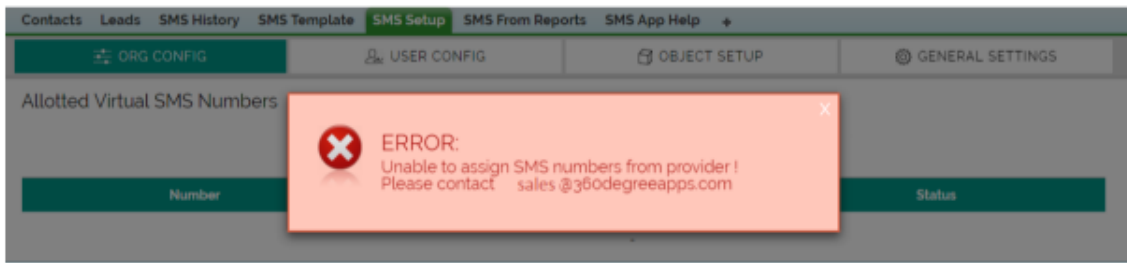 Contacts Leads SMS History SMS Template SMS Setup SMS From Reports SMS App Help +
ORG CONFIG USER CONFIG OBJECT SETUP GENERAL SETTINGS
Allotted Virtual SMS Numbers
X
ERROR:
Unable to assign SMS numbers from provider !
Please contact sales @360degreeapps.com
Number Status
-